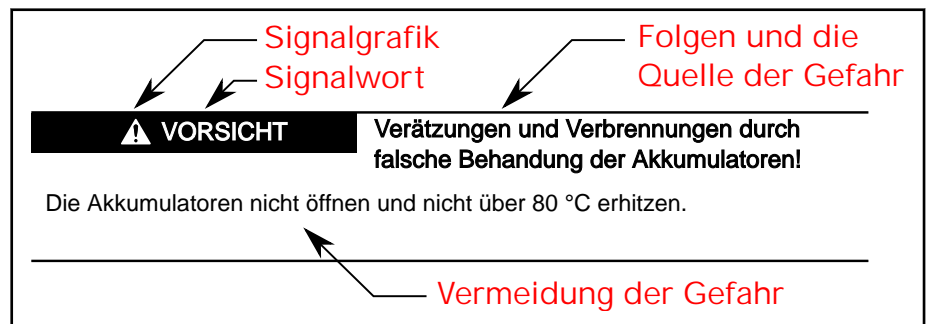 Signalgrafik
Signalwort
Folgen und die
Quelle der Gefahr
VORSICHT
Verätzungen und Verbrennungen durch
falsche Behandung der Akkumulatoren!
Die Akkumulatoren nicht öffnen und nicht über 80 °C erhitzen.
Vermeidung der Gefahr